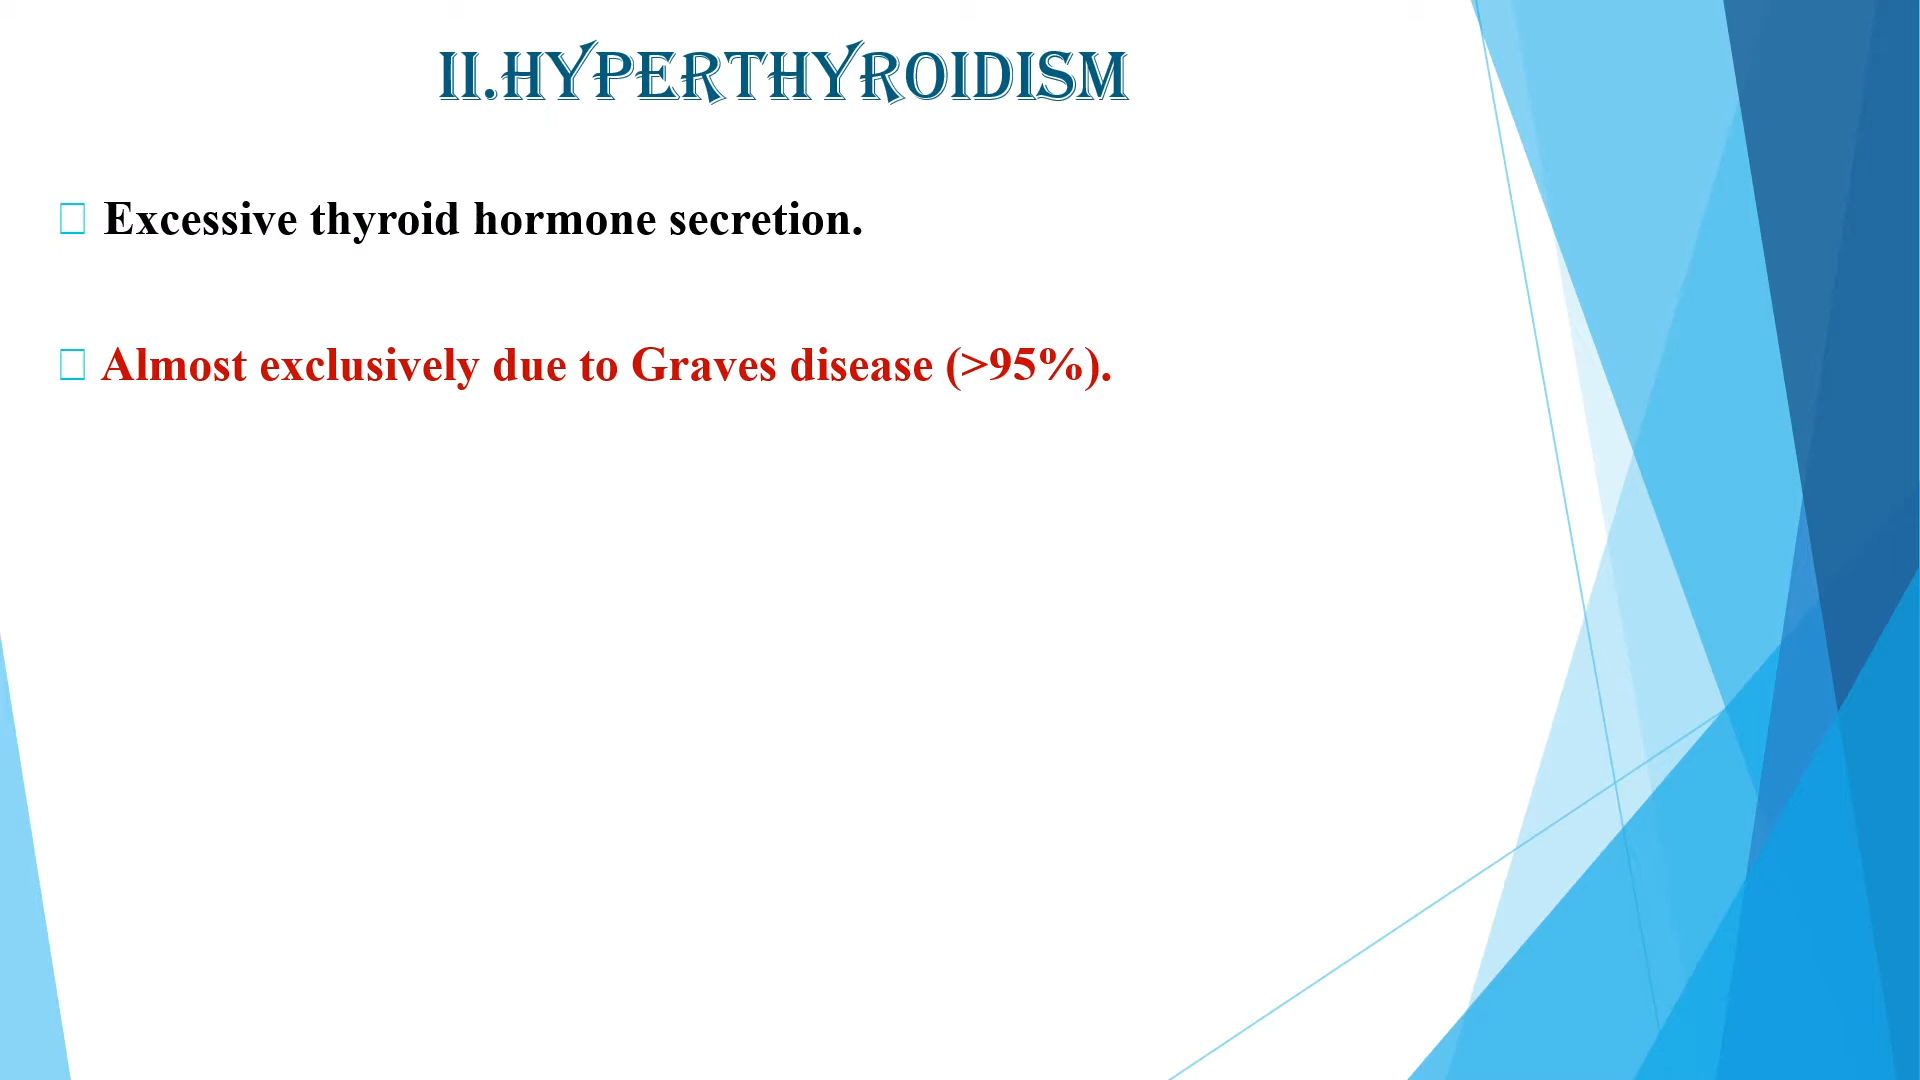 II.HYPERTHYROIDISM
Excessive thyroid hormone secretion.
Almost exclusively due to Graves disease (>95%).